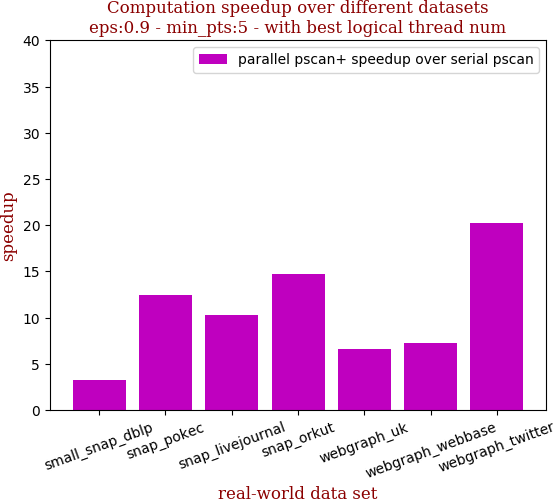 Computation speedup over different datasets
eps:0.9 - min_pts:5 - with best logical thread num
parallel pscan+ speedup over serial pscan
speedup
40
35
30
25
20
15
10
5
0
small_snap_dblp
snap_pokec
snap_livejournal
snap_orkut
webgraph_uk
webgraph_webbase
webgraph_twitter
real-world data set